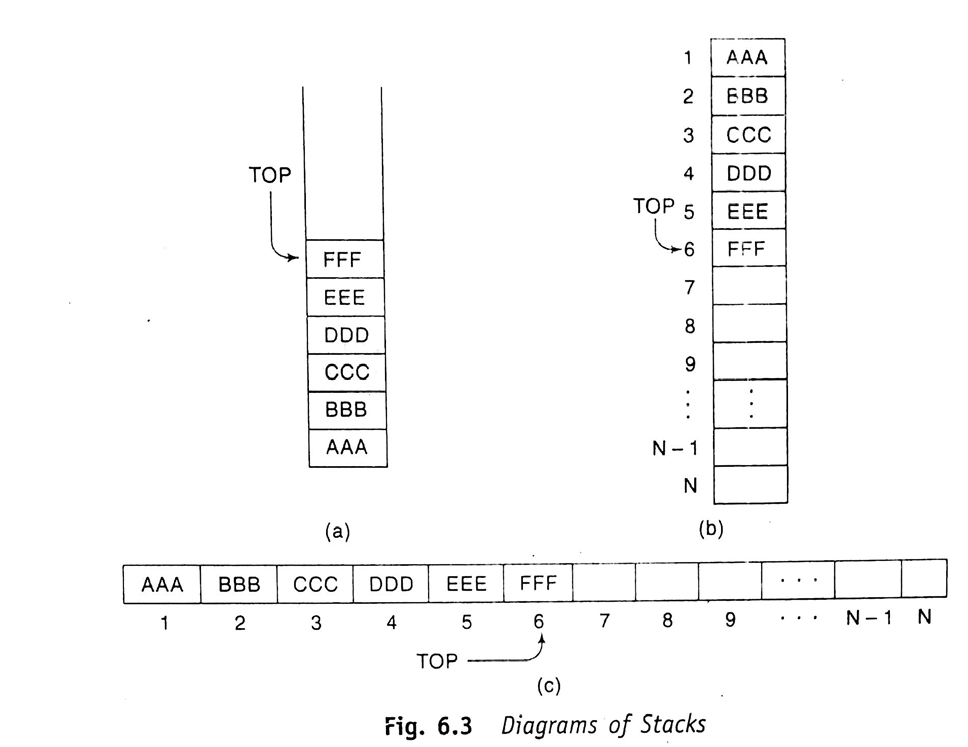 TOP
FFF
EEE
DDD
CCC
BBB
AAA
(a)
1 AAA
2 BBB
3 CCC
4 DDD
TOP 5 EEE
6 FFF
7
8
9
⋮ ⋮
N – 1
N
(b)
AAA BBB CCC DDD EEE FFF · · ·
1 2 3 4 5 6 7 8 9 · · · N – 1 N
TOP
(c)
Fig. 6.3 Diagrams of Stacks